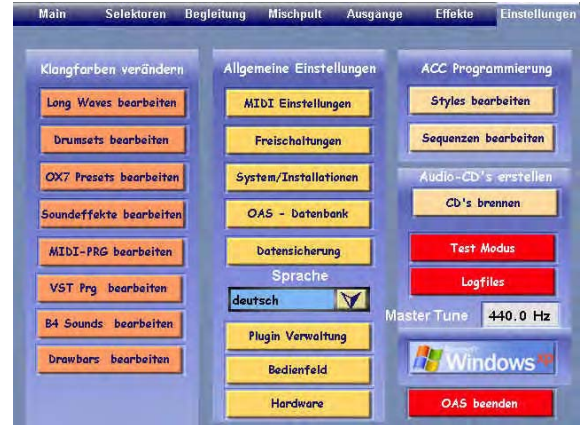 Main Selektoren Begleitung Mischpult Ausgänge Effekte Einstellungen
Klangfarben verändern
Long Waves bearbeiten
Drumsets bearbeiten
OX7 Presets bearbeiten
Soundeffekte bearbeiten
MIDI-PRG bearbeiten
VST Prg bearbeiten
B4 Sounds bearbeiten
Drawbars bearbeiten
Allgemeine Einstellungen
MIDI Einstellungen
Freischaltungen
System/Installationen
OAS - Datenbank
Datensicherung
Sprache
deutsch
Plugin Verwaltung
Bedienfeld
Hardware
ACC Programmierung
Styles bearbeiten
Sequenzen bearbeiten
Audio-CD's erstellen
CD's brennen
Test Modus
Logfiles
Master Tune 440.0 Hz
Windows xp
OAS beenden